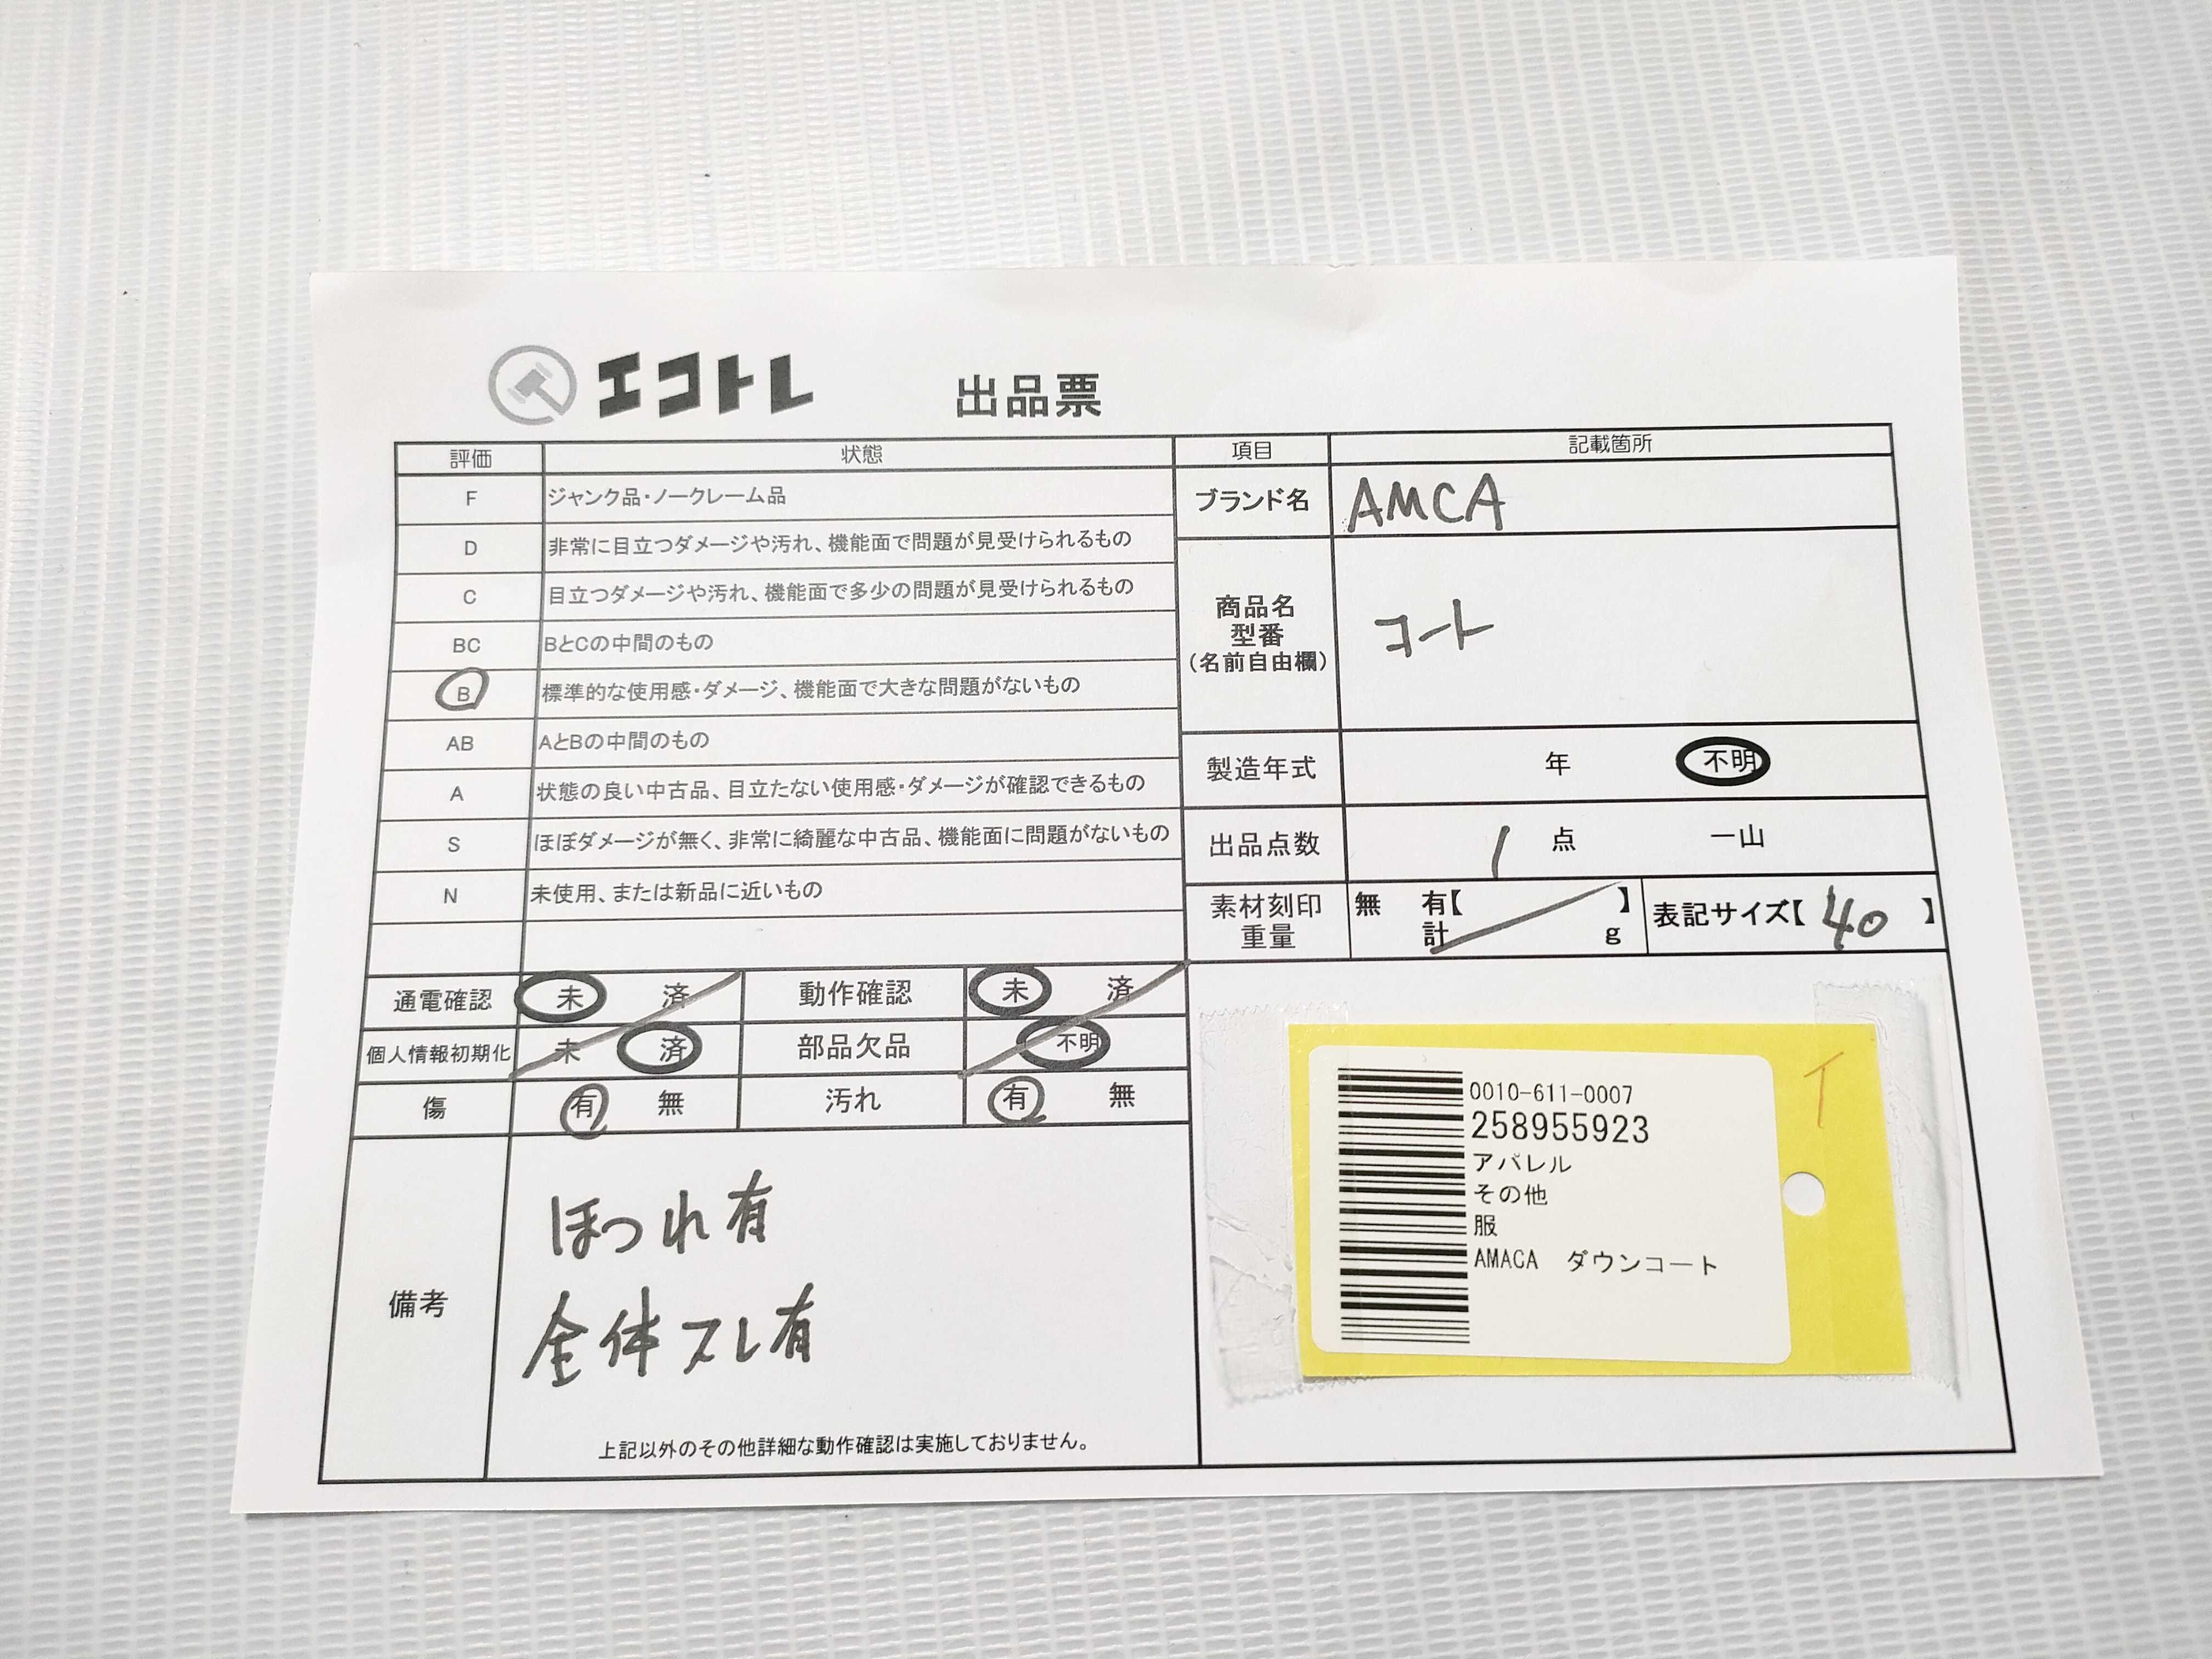 エコトレ 出品票
評価 状態
F ジャンク品・ノークレーム品
D 非常に目立つダメージや汚れ、機能面で問題が見受けられるもの
C 目立つダメージや汚れ、機能面で多少の問題が見受けられるもの
BC BとCの中間のもの
B 標準的な使用感・ダメージ、機能面で大きな問題がないもの
AB AとBの中間のもの
A 状態の良い中古品、目立たない使用感・ダメージが確認できるもの
S ほぼダメージが無く、非常に綺麗な中古品、機能面に問題がないもの
N 未使用、または新品に近いもの
項目 記載箇所
ブランド名 AMCA
商品名
型番
(名前自由欄)
コート
製造年式 年 不明
出品点数 1 点 一山
素材刻印 無 有【 】
重量 計 g
表記サイズ【 40 】
通電確認 未 済 動作確認 未 済
個人情報初期化 未 済 部品欠品 不明
傷 有 無 汚れ 有 無
備考
ほつれ有
全体スレ有
上記以外のその他詳細な動作確認は実施しておりません。
0010-611-0007
258955923
アパレル
その他
服
AMACA ダウンコート